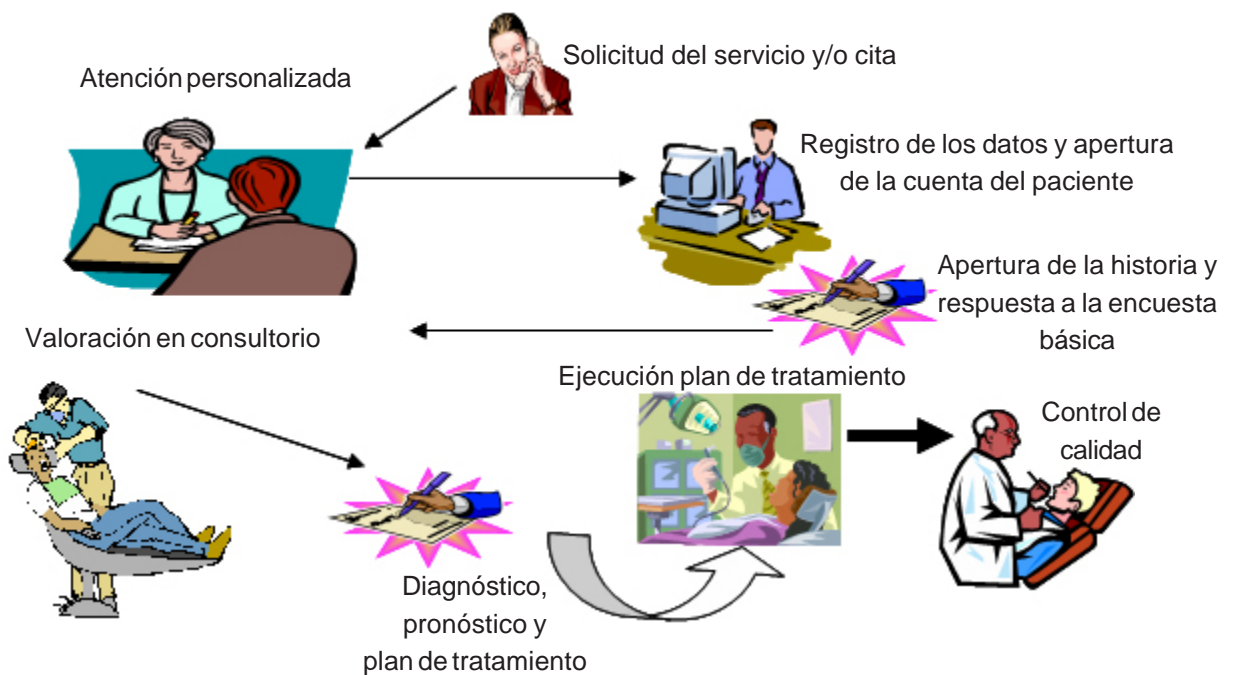 Solicitud del servicio y/o cita
Atención personalizada
Registro de los datos y apertura
de la cuenta del paciente
Apertura de la historia y
respuesta a la encuesta
básica
Valoración en consultorio
Diagnóstico,
pronóstico y
plan de tratamiento
Ejecución plan de tratamiento
Control de
calidad